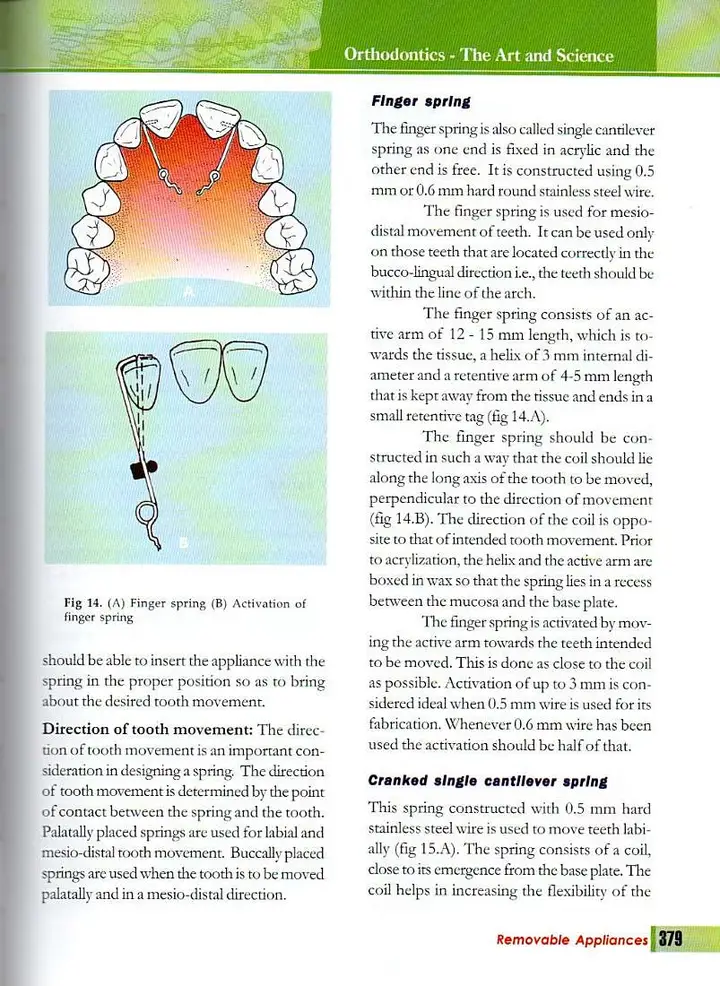 Orthodontics - The Art and Science
A
B
Fig 14. (A) Finger spring (B) Activation of
finger spring
should be able to insert the appliance with the
spring in the proper position so as to bring
about the desired tooth movement.
Direction of tooth movement: The direc-
tion of tooth movement is an important con-
sideration in designing a spring. The direction
of tooth movement is determined by the point
of contact between the spring and the tooth.
Palatally placed springs are used for labial and
mesio-distal tooth movement. Buccally placed
springs are used when the tooth is to be moved
palatally and in a mesio-distal direction.
Finger spring
The finger spring is also called single cantilever
spring as one end is fixed in acrylic and the
other end is free. It is constructed using 0.5
mm or 0.6 mm hard round stainless steel wire.
The finger spring is used for mesio-
distal movement of teeth. It can be used only
on those teeth that are located correctly in the
bucco-lingual direction i.e., the teeth should be
within the line of the arch.
The finger spring consists of an ac-
tive arm of 12 - 15 mm length, which is to-
wards the tissue, a helix of 3 mm internal di-
ameter and a retentive arm of 4-5 mm length
that is kept away from the tissue and ends in a
small retentive tag (fig 14.A).
The finger spring should be con-
structed in such a way that the coil should lie
along the long axis of the tooth to be moved,
perpendicular to the direction of movement
(fig 14.B). The direction of the coil is oppo-
site to that of intended tooth movement. Prior
to acrylization, the helix and the active arm are
boxed in wax so that the spring lies in a recess
between the mucosa and the base plate.
The finger spring is activated by mov-
ing the active arm towards the teeth intended
to be moved. This is done as close to the coil
as possible. Activation of up to 3 mm is con-
sidered ideal when 0.5 mm wire is used for its
fabrication. Whenever 0.6 mm wire has been
used the activation should be half of that.
Cranked single cantilever spring
This spring constructed with 0.5 mm hard
stainless steel wire is used to move teeth labi-
ally (fig 15.A). The spring consists of a coil,
close to its emergence from the base plate. The
coil helps in increasing the flexibility of the
Removable Appliances 379